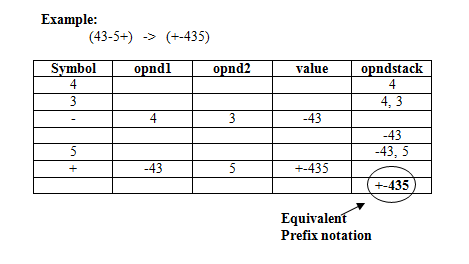 Example:
(43-5+) -> (+-435)
Symbol opnd1 opnd2 value opndstack
4 4
3 4, 3
- 4 3 -43
-43
5 -43, 5
+ -43 5 +-435
+-435
Equivalent
Prefix notation